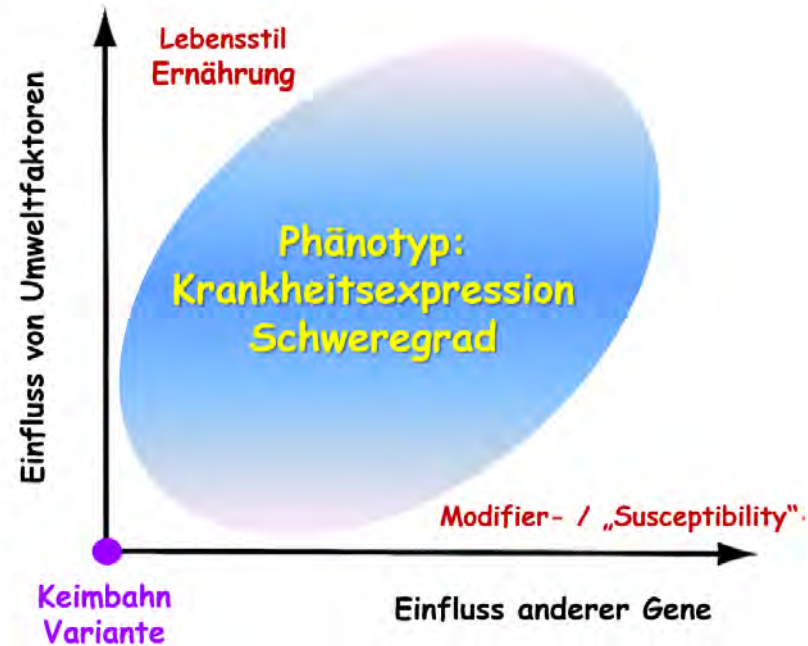 Lebensstil
Ernährung
Einfluss von Umweltfaktoren
Phänotyp:
Krankheitsexpression
Schweregrad
Modifier- / „Susceptibility“-
Keimbahn
Variante
Einfluss anderer Gene